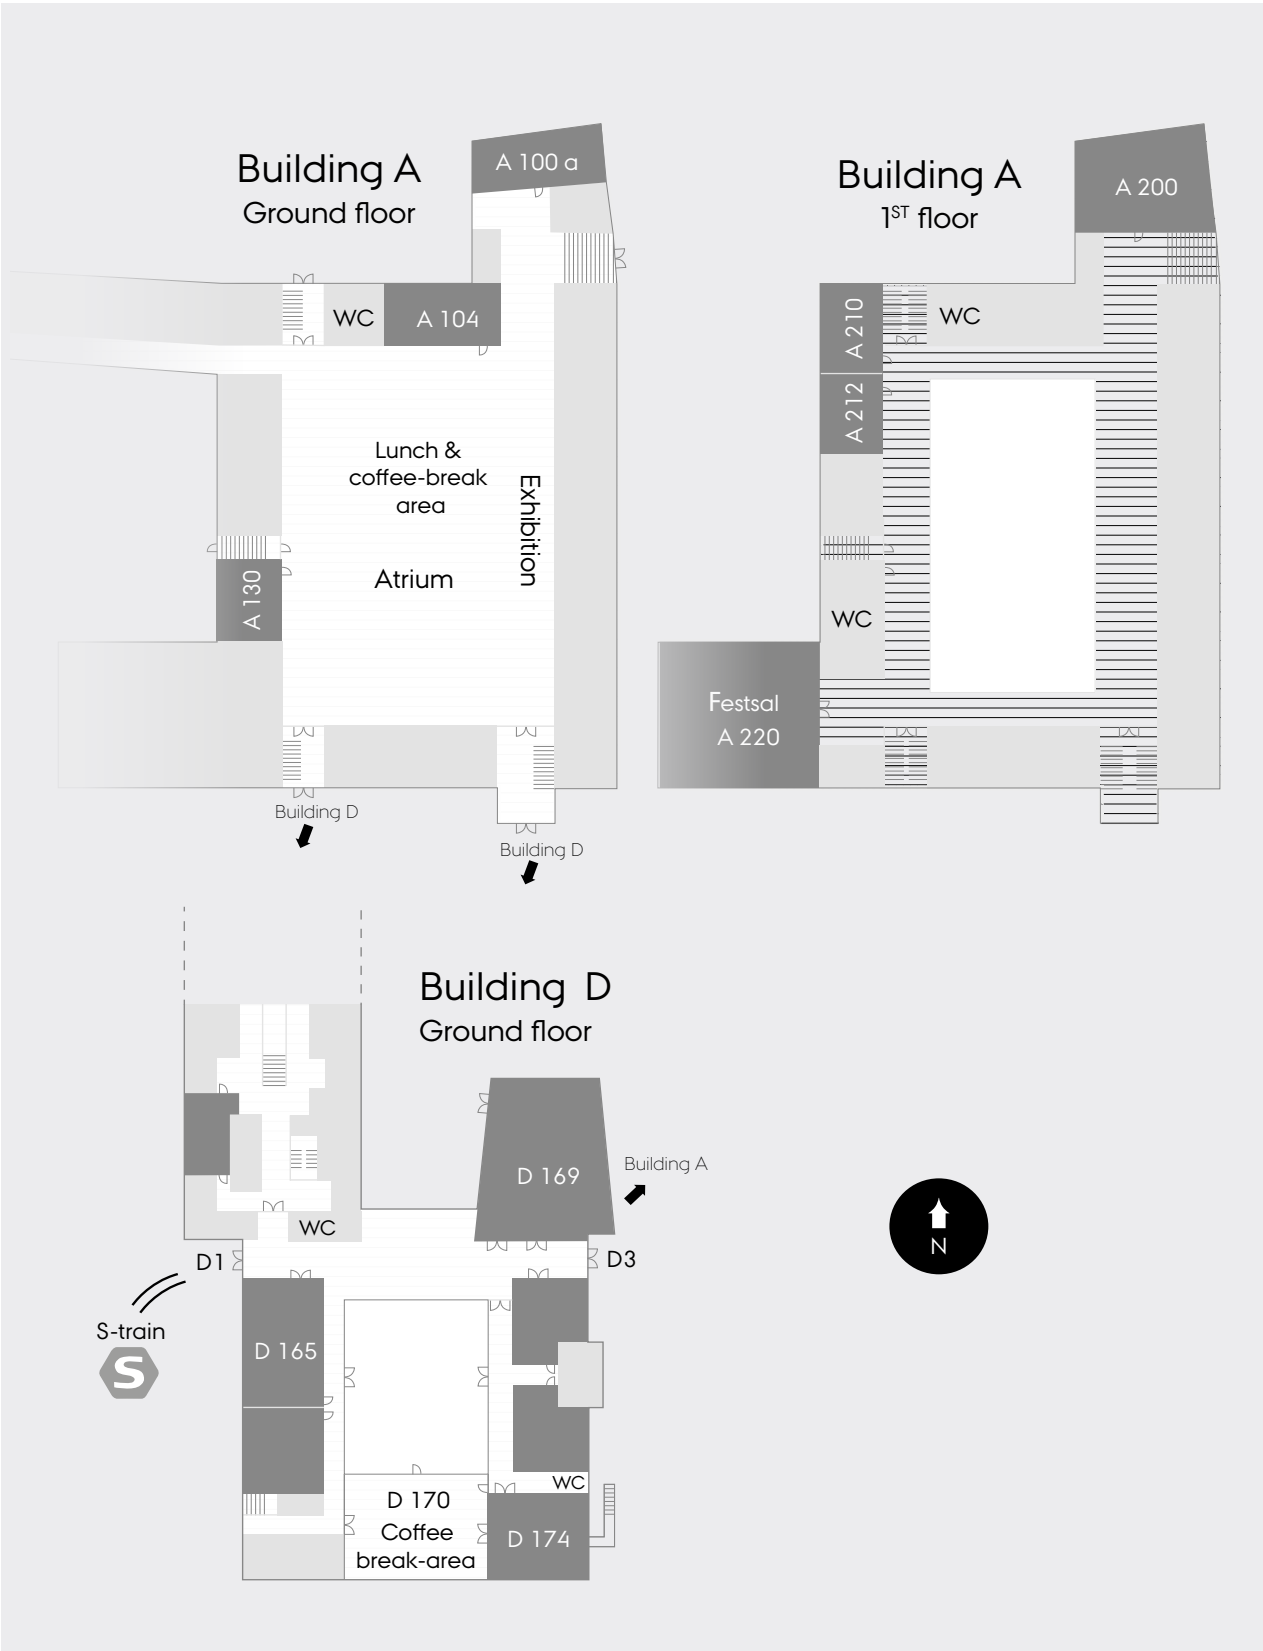 Building A
Ground floor
A 100 a
WC
A 104
Lunch &
coffee-break
area
Exhibition
Atrium
A 130
Building D
Building D
Building A
1ST floor
A 200
A 210
WC
A 212
WC
Festsal
A 220
Building D
Ground floor
D 169
Building A
WC
D1
D3
S-train
S
D 165
WC
D 170
Coffee
break-area
D 174
N